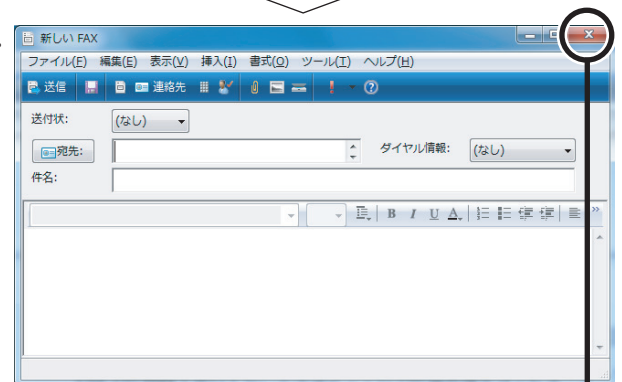 新しい FAX
ファイル(F) 編集(E) 表示(V) 挿入(I) 書式(O) ツール(T) ヘルプ(H)
送信 連絡先
送付状: (なし)
宛先: ダイヤル情報: (なし)
件名:
B I U A